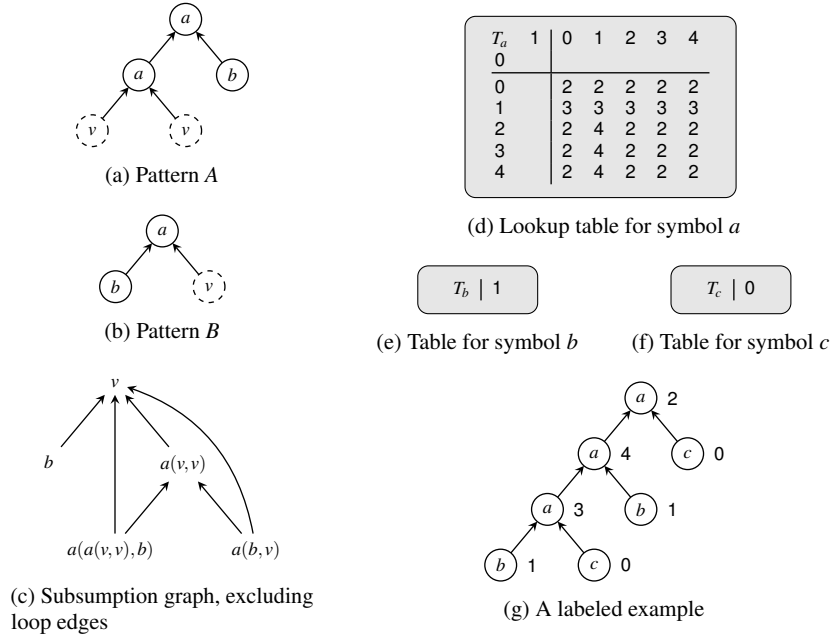 a
a
b
v
v
(a) Pattern A
a
b
v
(b) Pattern B
v
b
a(v,v)
a(a(v,v),b)
a(b,v)
(c) Subsumption graph, excluding
loop edges
Ta 1 0 1 2 3 4
0
0 2 2 2 2 2
1 3 3 3 3 3
2 2 4 2 2 2
3 2 4 2 2 2
4 2 4 2 2 2
(d) Lookup table for symbol a
Tb | 1
Tc | 0
(e) Table for symbol b
(f) Table for symbol c
a 2
a 4
c 0
a 3
b 1
b 1
c 0
(g) A labeled example